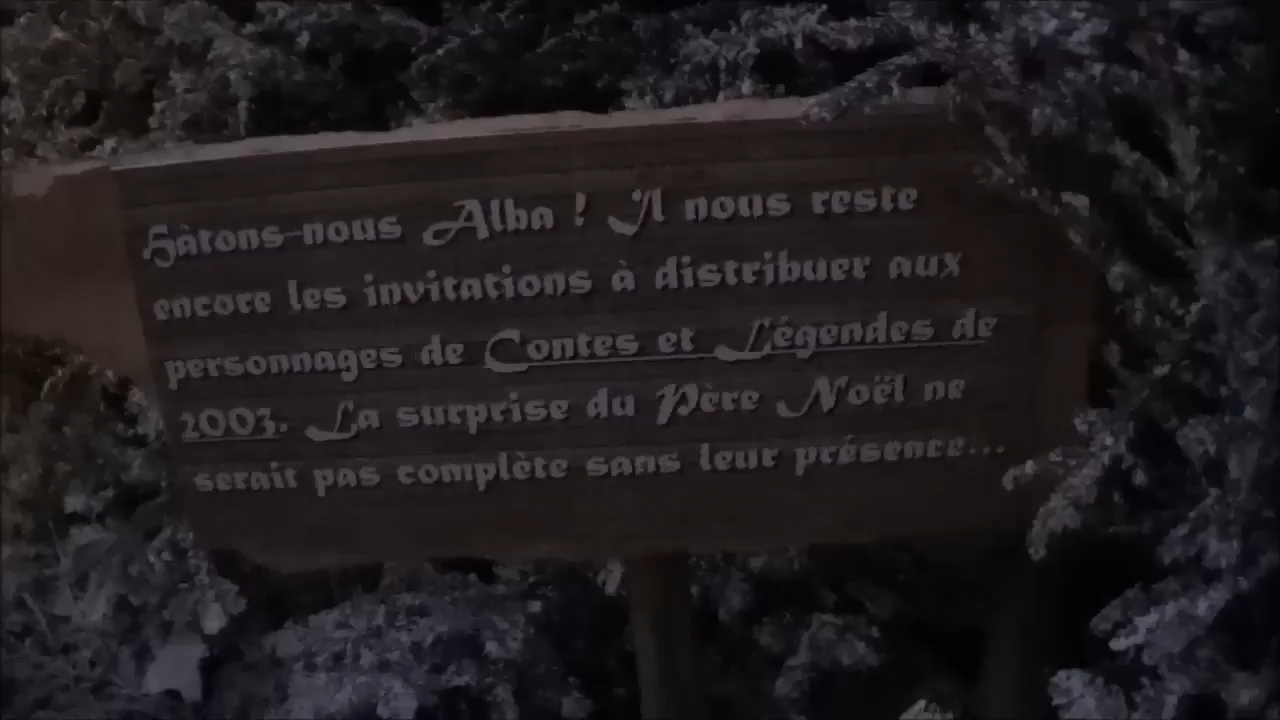 Hàtons-nous Alba ! Il nous reste
encore les invitations à distribuer aux
personnages de Contes et Légendes de
2003. La surprise du Père Noël ne
serait pas complète sans leur présence...